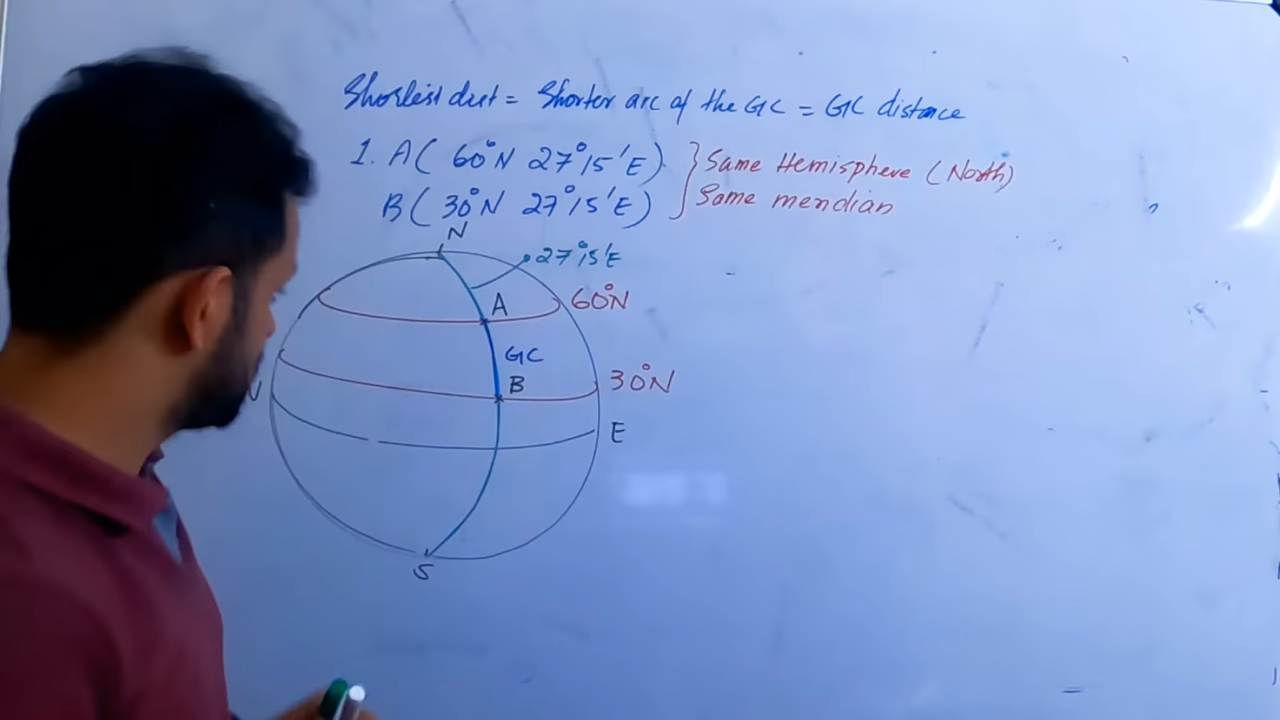 Shortest dist = Shorter arc of the GC = GC distance
1. A ( 60°N 27°15'E) } Same Hemisphere (North)
B ( 30°N 27°15'E) } Same meridian
N
27°15'E
A
60°N
GC
B
30°N
E
S